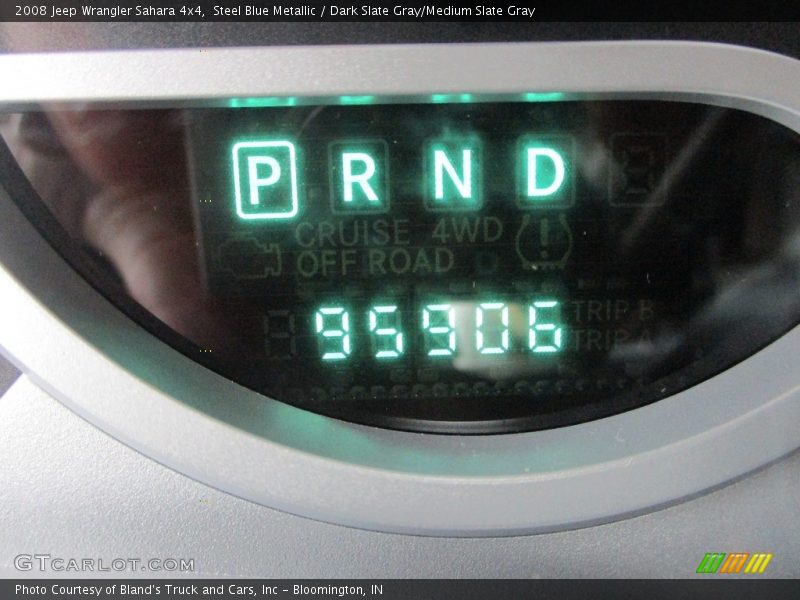 2008 Jeep Wrangler Sahara 4x4,  Steel Blue Metallic / Dark Slate Gray/Medium Slate Gray
P R N D
CRUISE 4WD
OFF ROAD
95906
TRIP B
TRIP A
GTCARLOT.COM
Photo Courtesy of Bland's Truck and Cars, Inc - Bloomington, IN